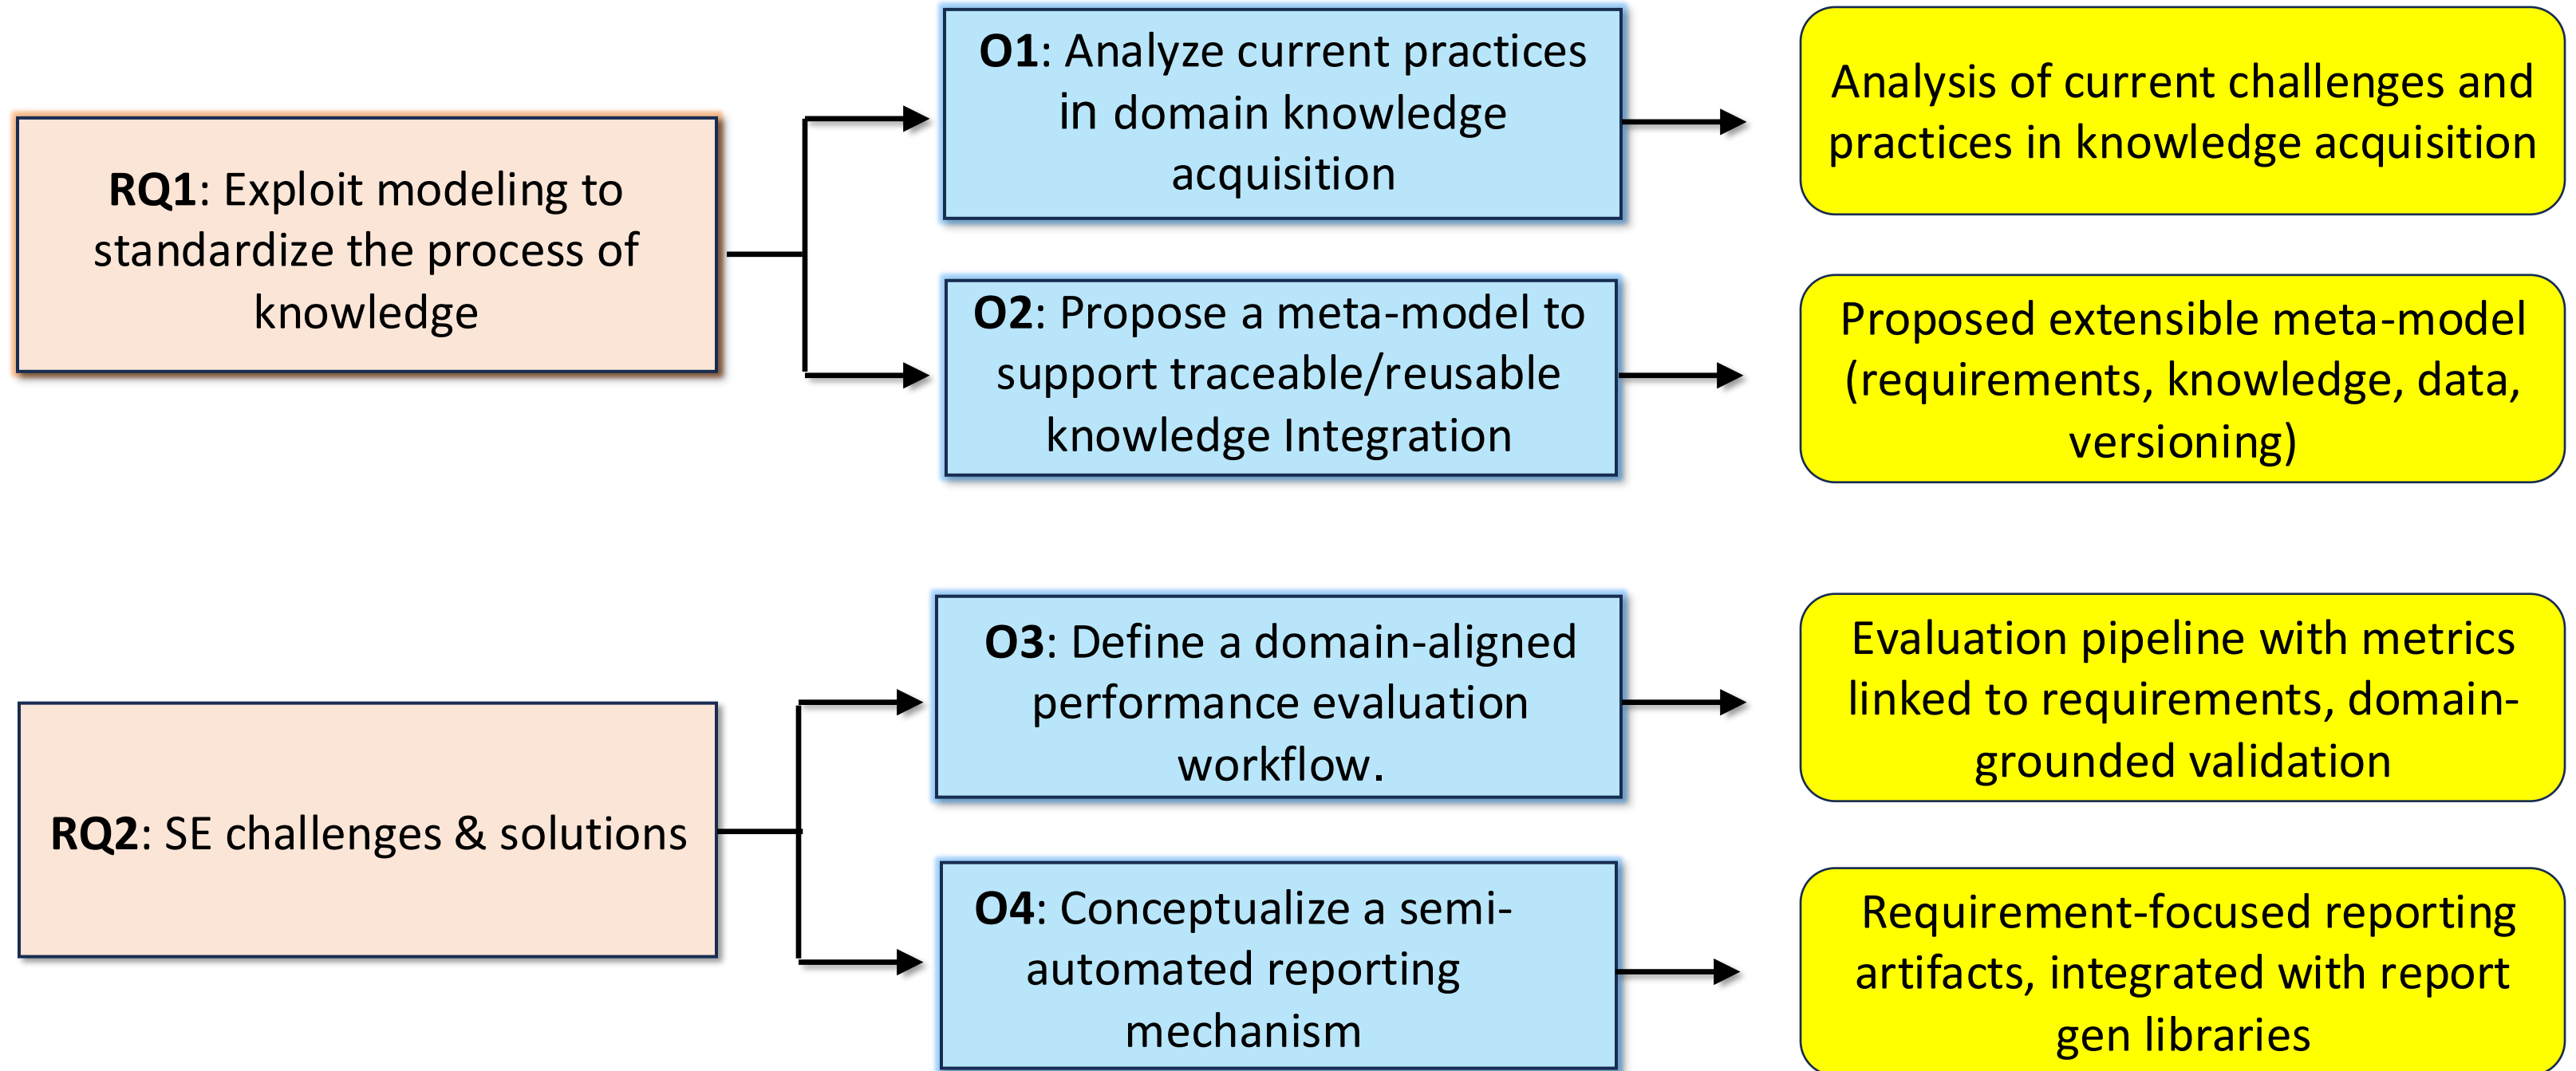 RQ1: Exploit modeling to
standardize the process of
knowledge
O1: Analyze current practices
in domain knowledge
acquisition
Analysis of current challenges and
practices in knowledge acquisition
O2: Propose a meta-model to
support traceable/reusable
knowledge Integration
Proposed extensible meta-model
(requirements, knowledge, data,
versioning)
RQ2: SE challenges & solutions
O3: Define a domain-aligned
performance evaluation
workflow.
Evaluation pipeline with metrics
linked to requirements, domain-
grounded validation
O4: Conceptualize a semi-
automated reporting
mechanism
Requirement-focused reporting
artifacts, integrated with report
gen libraries